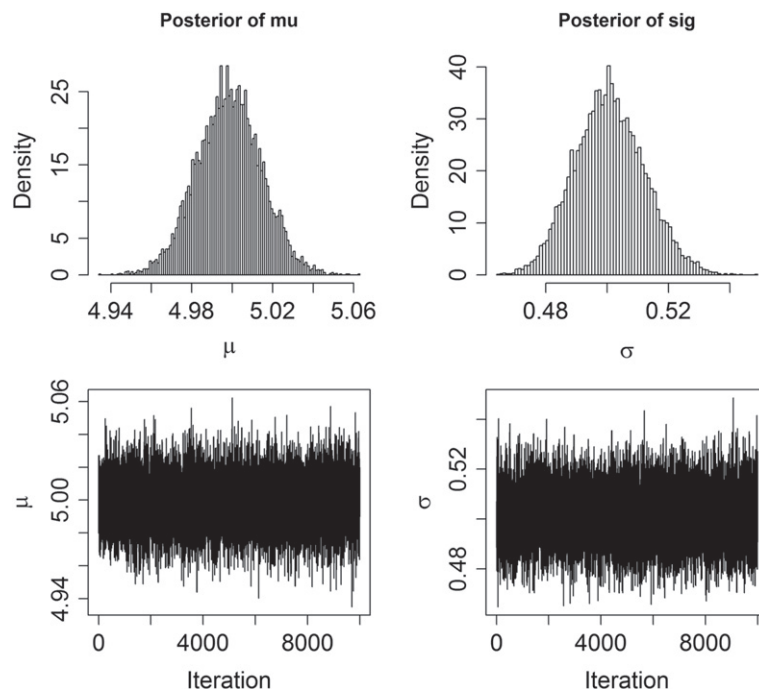 Posterior of mu
Density
25
15
5
0
4.94 4.98 5.02 5.06
μ
Posterior of sig
Density
40
30
20
10
0
0.48 0.52
σ
μ
5.06
5.00
4.94
0 4000 8000
Iteration
σ
0.52
0.48
0 4000 8000
Iteration